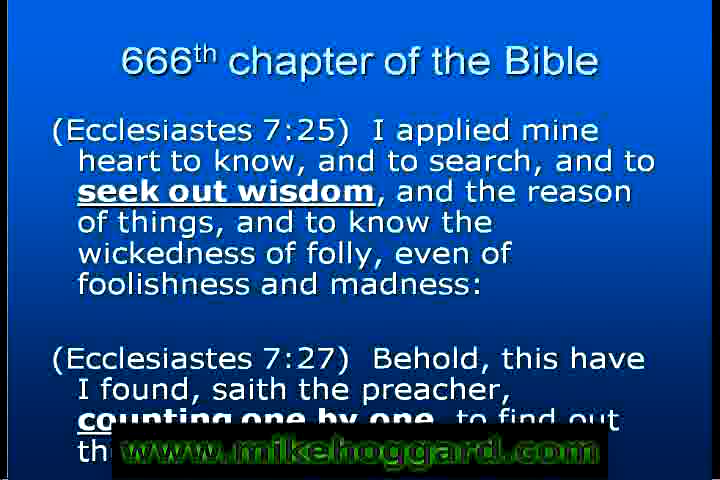 666th chapter of the Bible
(Ecclesiastes 7:25) I applied mine
heart to know, and to search, and to
seek out wisdom, and the reason
of things, and to know the
wickedness of folly, even of
foolishness and madness:
(Ecclesiastes 7:27) Behold, this have
I found, saith the preacher,
counting one by one, to find out
www.mikehoggard.com